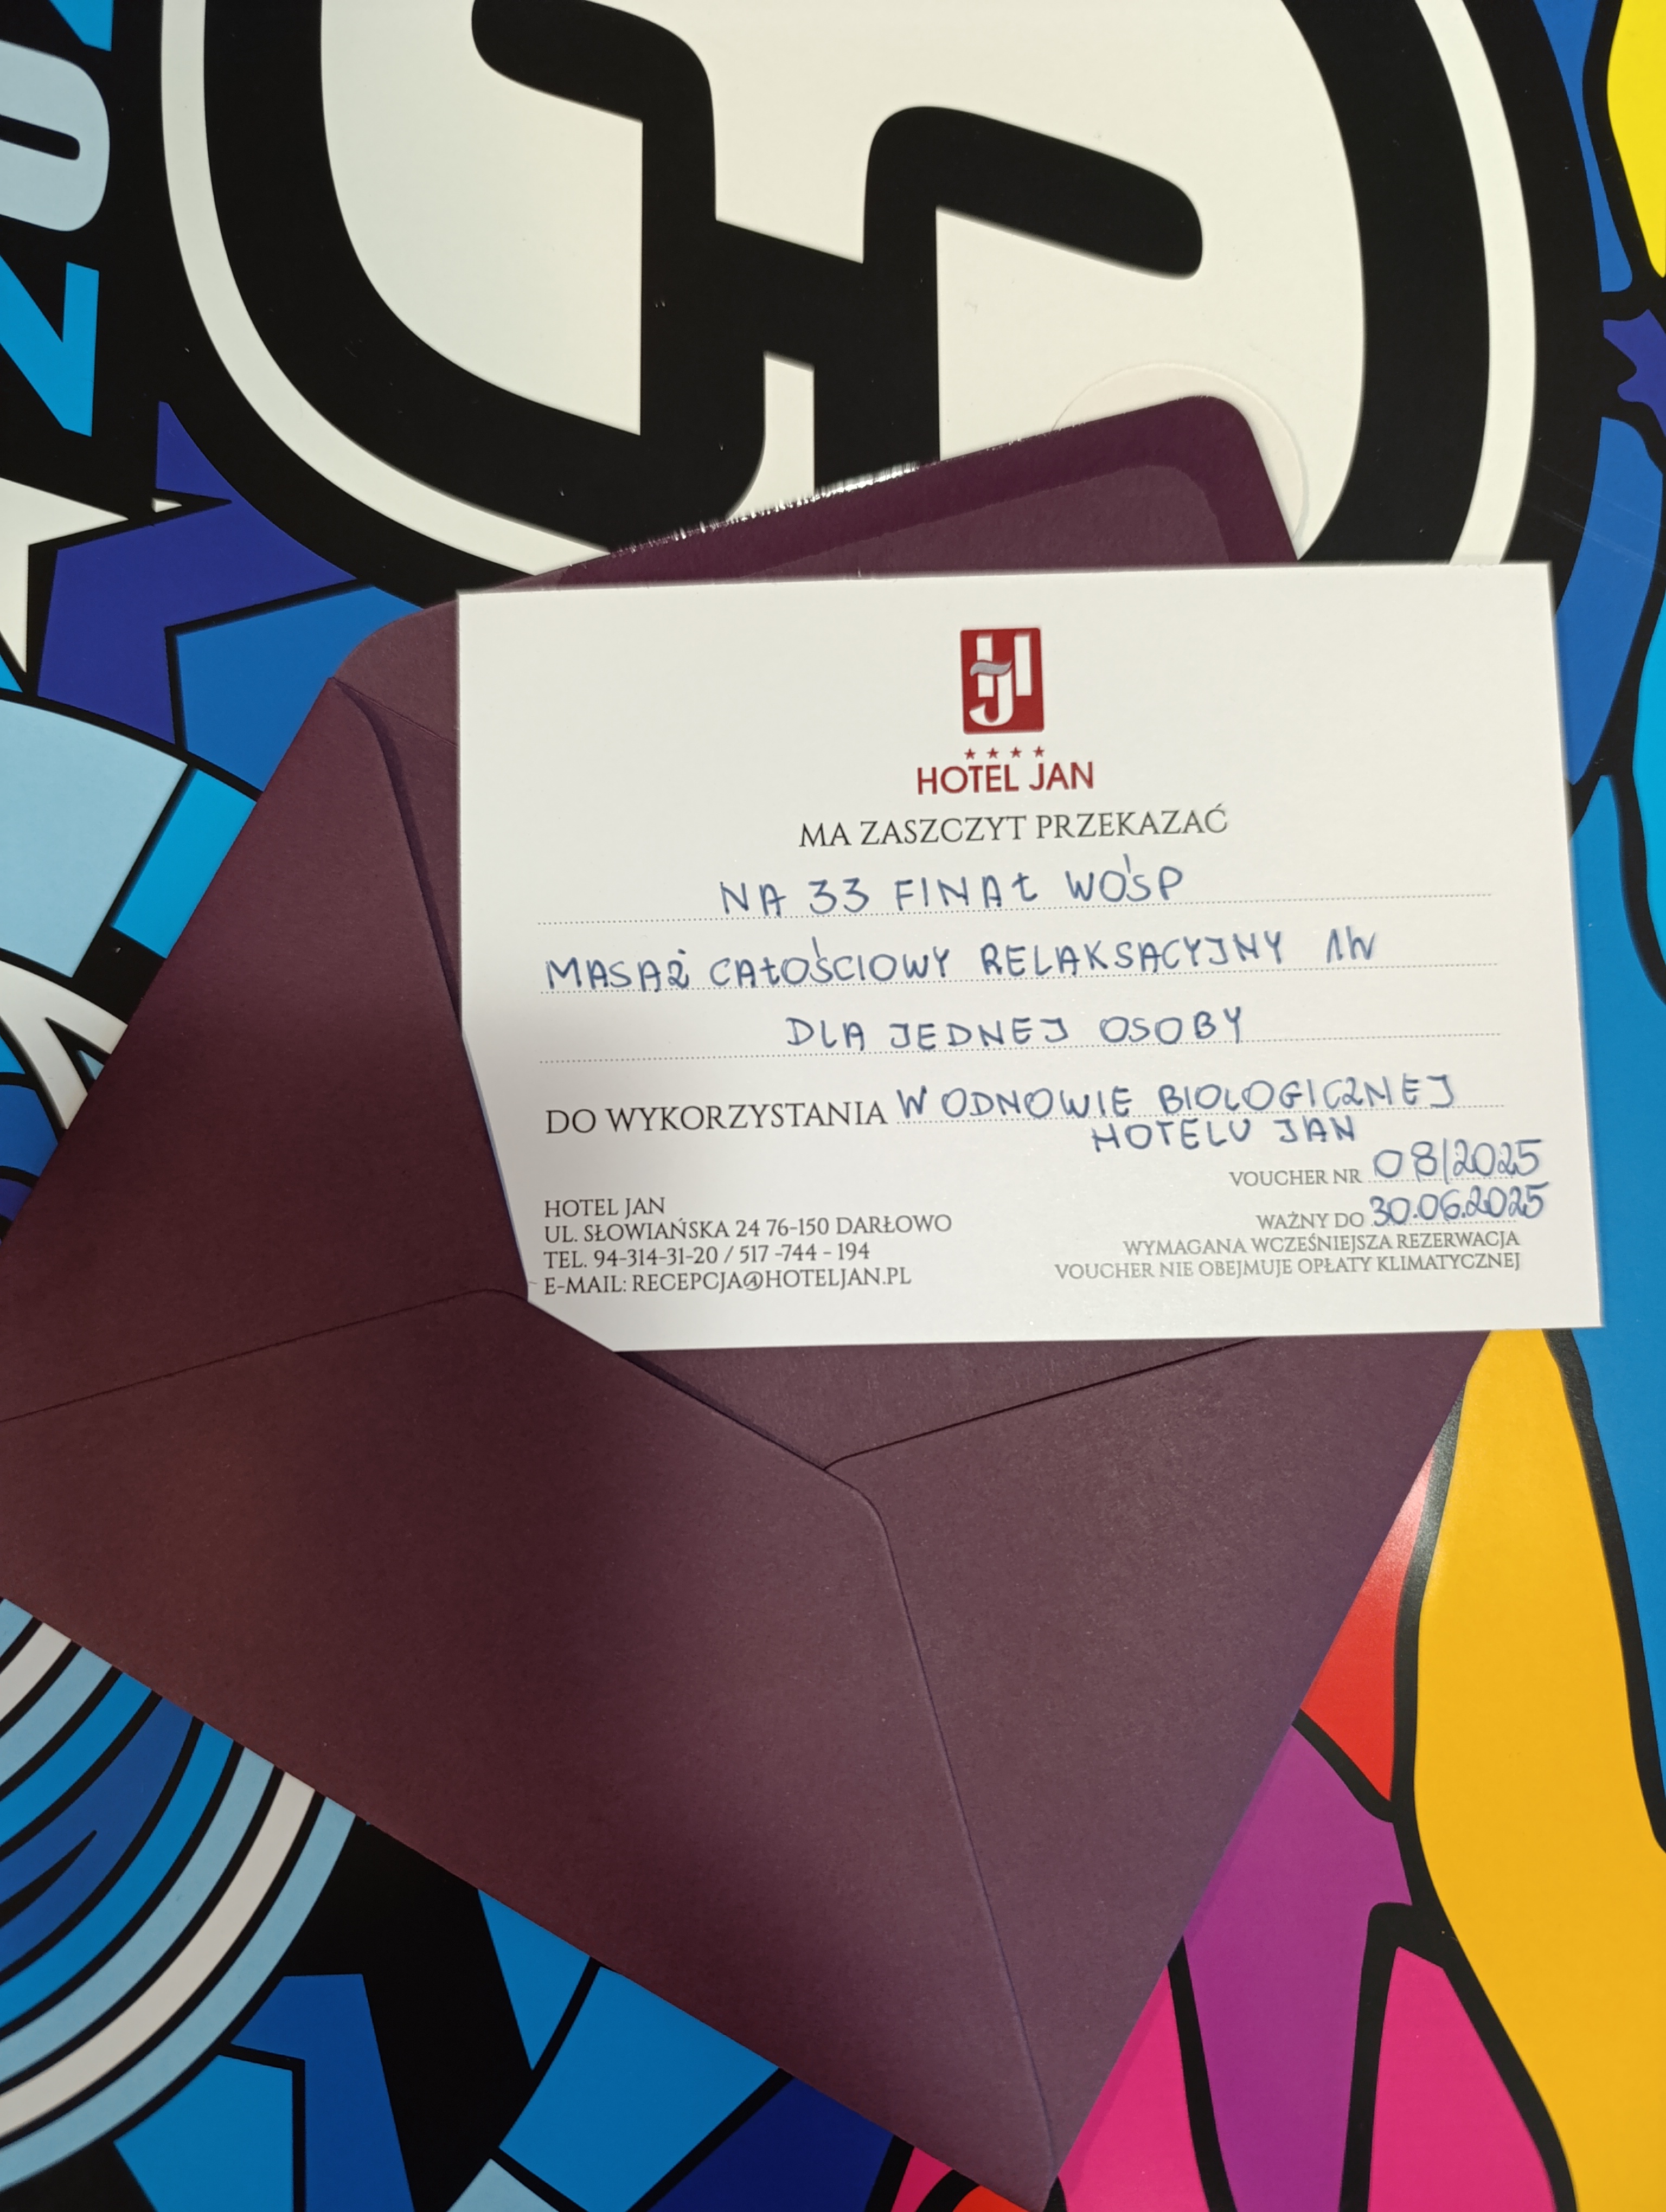 HJ
HOTEL JAN
MA ZASZCZYT PRZEKAZAĆ
NA 33 FINAŁ WOŚP
MASAŻ CAŁOŚCIOWY RELAKSACYJNY 1h
DLA JEDNEJ OSOBY
DO WYKORZYSTANIA W ODNOWIE BIOLOGICZNEJ
HOTELU JAN
VOUCHER NR 08/2025
WAŻNY DO 30.06.2025
WYMAGANA WCZEŚNIEJSZA REZERWACJA
VOUCHER NIE OBEJMUJE OPŁATY KLIMATYCZNEJ
HOTEL JAN
UL. SŁOWIAŃSKA 24 76-150 DARŁOWO
TEL. 94-314-31-20 / 517 -744 - 194
E-MAIL: RECEPCJA@HOTELJAN.PL